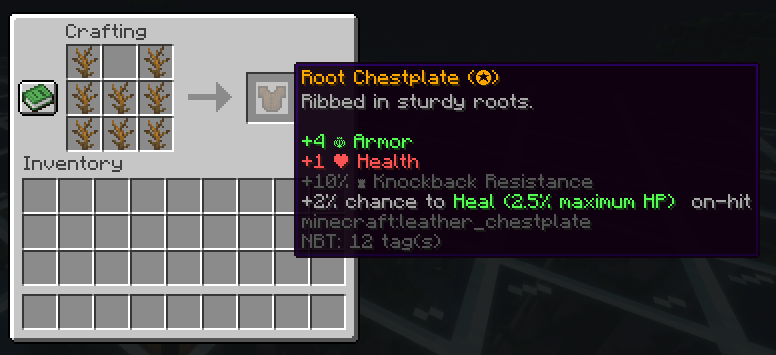 Crafting
Root Chestplate (✪)
Ribbed in sturdy roots.
+4 Armor
+1 ♥ Health
+10% Knockback Resistance
+2% chance to Heal (2.5% maximum HP) on-hit
minecraft:leather_chestplate
NBT: 12 tag(s)
Inventory